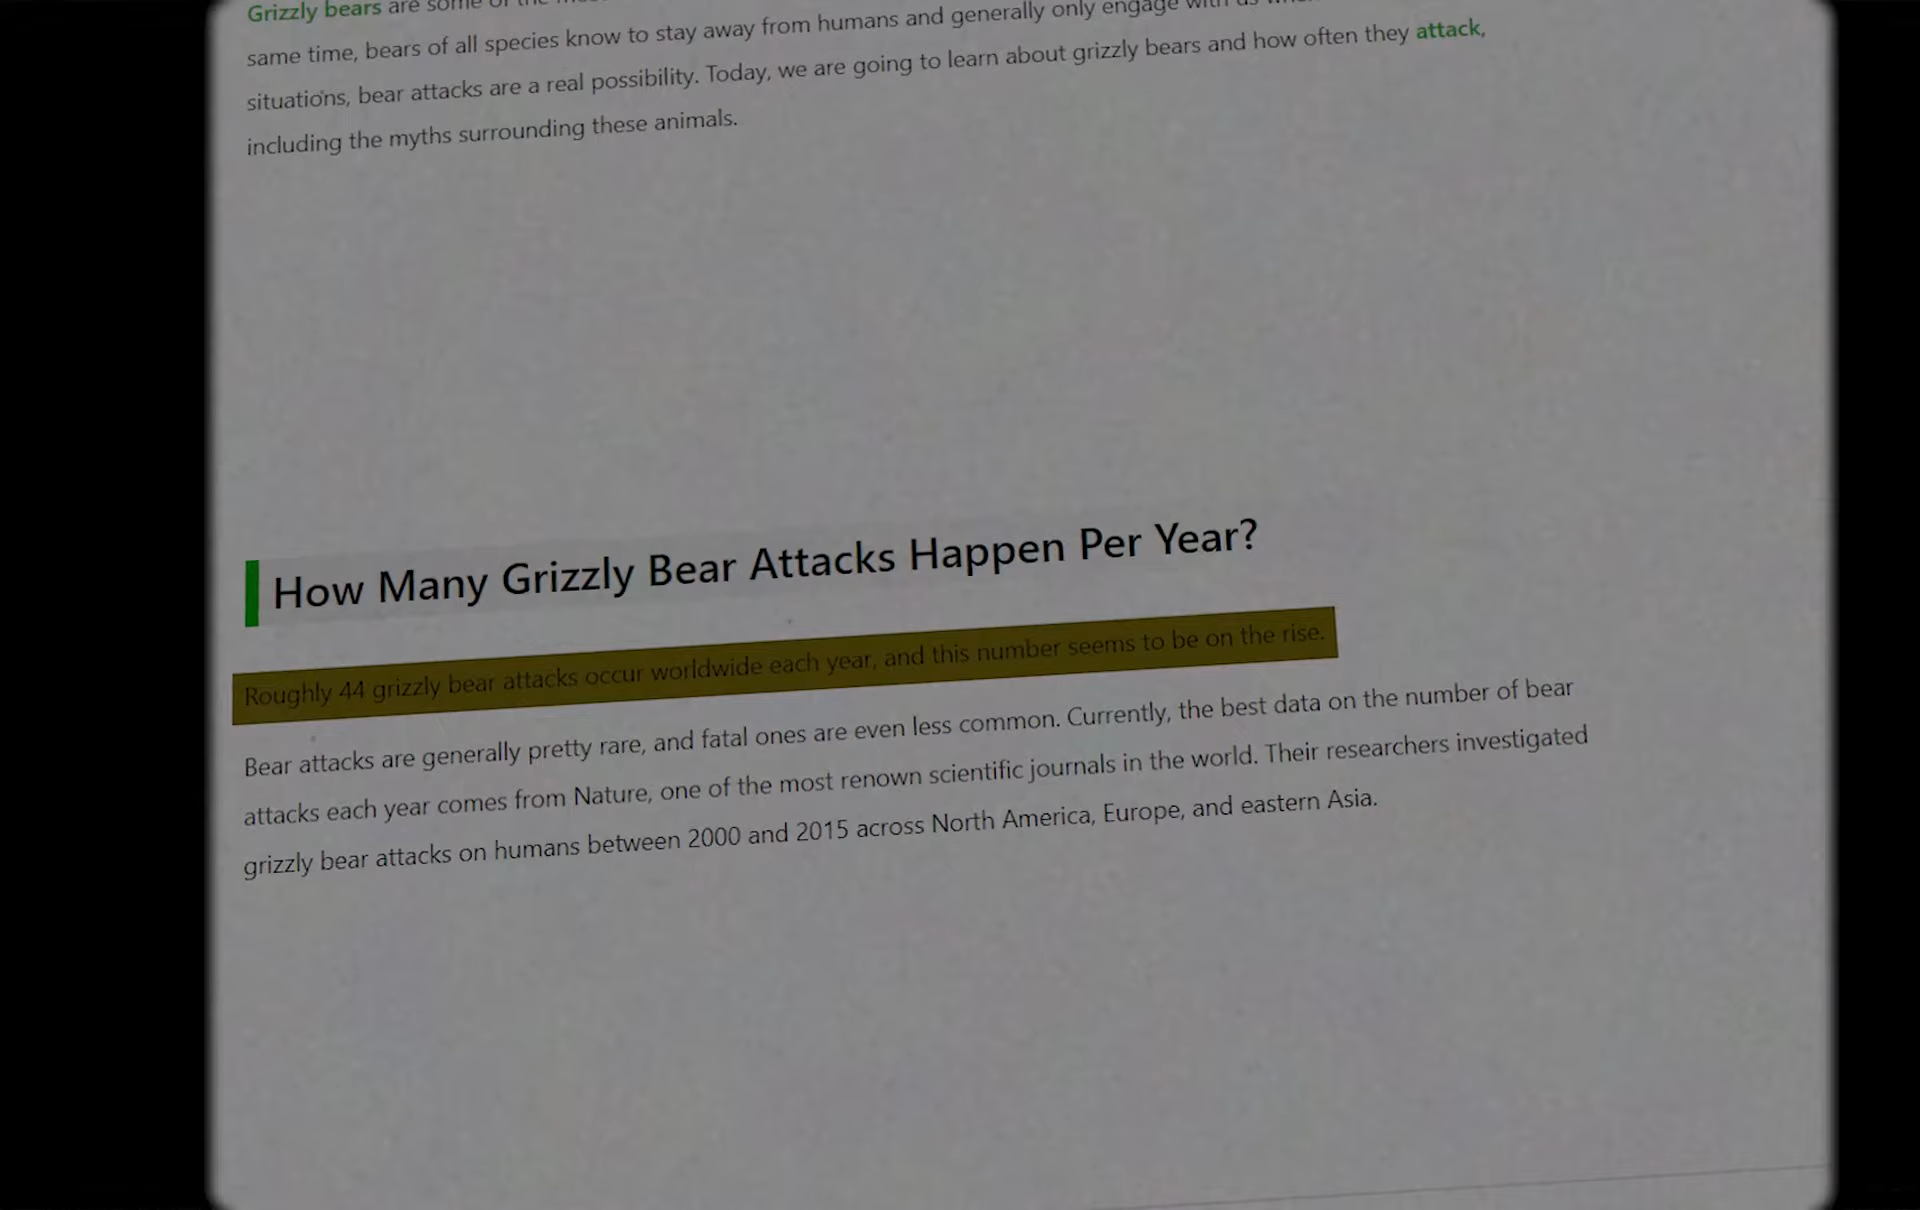 Grizzly bears are some of the
same time, bears of all species know to stay away from humans and generally only engage with us
situations, bear attacks are a real possibility. Today, we are going to learn about grizzly bears and how often they attack,
including the myths surrounding these animals.
How Many Grizzly Bear Attacks Happen Per Year?
Roughly 44 grizzly bear attacks occur worldwide each year, and this number seems to be on the rise.
Bear attacks are generally pretty rare, and fatal ones are even less common. Currently, the best data on the number of bear
attacks each year comes from Nature, one of the most renown scientific journals in the world. Their researchers investigated
grizzly bear attacks on humans between 2000 and 2015 across North America, Europe, and eastern Asia.